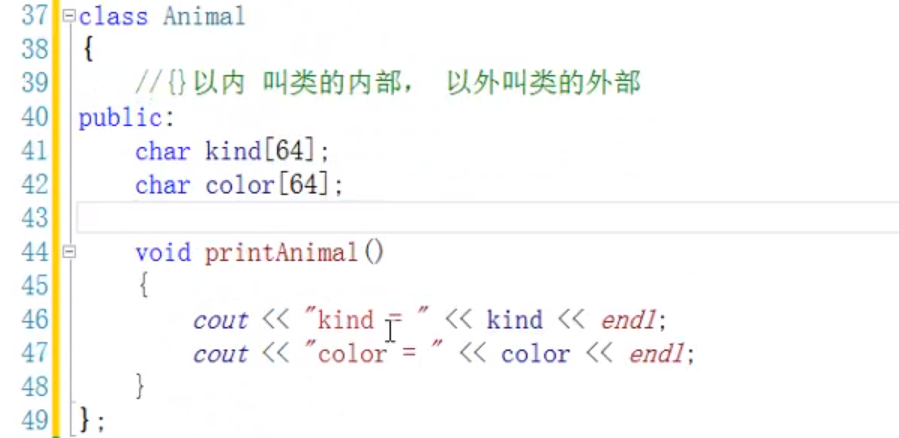 37 class Animal
38 {
39 //{}以内 叫类的内部， 以外叫类的外部
40 public:
41 char kind[64];
42 char color[64];
43
44 void printAnimal()
45 {
46 cout << "kind = " << kind << endl;
47 cout << "color = " << color << endl;
48 }
49 };